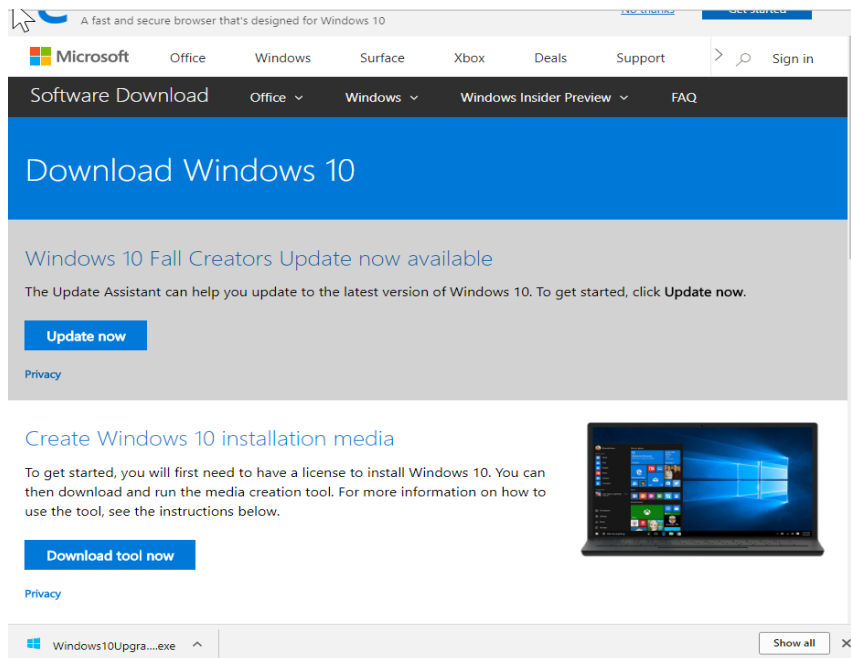 A fast and secure browser that's designed for Windows 10
No thanks
Get started
Microsoft Office Windows Surface Xbox Deals Support Sign in
Software Download Office Windows Windows Insider Preview FAQ
Download Windows 10
Windows 10 Fall Creators Update now available
The Update Assistant can help you update to the latest version of Windows 10. To get started, click Update now.
Update now
Privacy
Create Windows 10 installation media
To get started, you will first need to have a license to install Windows 10. You can
then download and run the media creation tool. For more information on how to
use the tool, see the instructions below.
Download tool now
Privacy
Windows10Upgra....exe
Show all